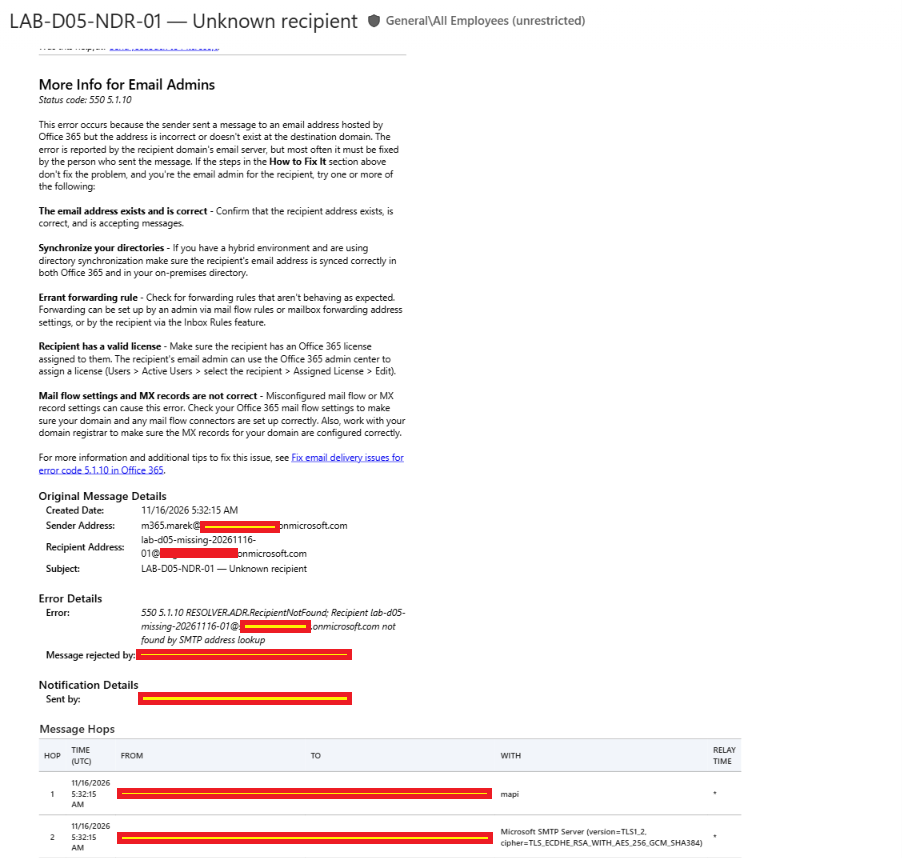 LAB-D05-NDR-01 — Unknown recipient General\All Employees (unrestricted)
More Info for Email Admins
Status code: 550 5.1.10
This error occurs because the sender sent a message to an email address hosted by
Office 365 but the address is incorrect or doesn't exist at the destination domain. The
error is reported by the recipient domain's email server, but most often it must be fixed
by the person who sent the message. If the steps in the How to Fix It section above
don't fix the problem, and you're the email admin for the recipient, try one or more of
the following:
The email address exists and is correct - Confirm that the recipient address exists, is
correct, and is accepting messages.
Synchronize your directories - If you have a hybrid environment and are using
directory synchronization make sure the recipient's email address is synced correctly in
both Office 365 and in your on-premises directory.
Errant forwarding rule - Check for forwarding rules that aren't behaving as expected.
Forwarding can be set up by an admin via mail flow rules or mailbox forwarding address
settings, or by the recipient via the Inbox Rules feature.
Recipient has a valid license - Make sure the recipient has an Office 365 license
assigned to them. The recipient's email admin can use the Office 365 admin center to
assign a license (Users > Active Users > select the recipient > Assigned License > Edit).
Mail flow settings and MX records are not correct - Misconfigured mail flow or MX
record settings can cause this error. Check your Office 365 mail flow settings to make
sure your domain and any mail flow connectors are set up correctly. Also, work with your
domain registrar to make sure the MX records for your domain are configured correctly.
For more information and additional tips to fix this issue, see Fix email delivery issues for
error code 5.1.10 in Office 365.
Original Message Details
Created Date: 11/16/2026 5:32:15 AM
Sender Address: m365.marek@ onmicrosoft.com
lab-d05-missing-20261116-
Recipient Address: 01@ onmicrosoft.com
Subject: LAB-D05-NDR-01 — Unknown recipient
Error Details
Error: 550 5.1.10 RESOLVER.ADR.RecipientNotFound; Recipient lab-d05-
missing-20261116-01@ .onmicrosoft.com not
found by SMTP address lookup
Message rejected by:
Notification Details
Sent by:
Message Hops
HOP TIME (UTC) FROM TO WITH RELAY TIME
1 11/16/2026 5:32:15 AM mapi *
2 11/16/2026 5:32:15 AM Microsoft SMTP Server (version=TLS1_2, cipher=TLS_ECDHE_RSA_WITH_AES_256_GCM_SHA384) *